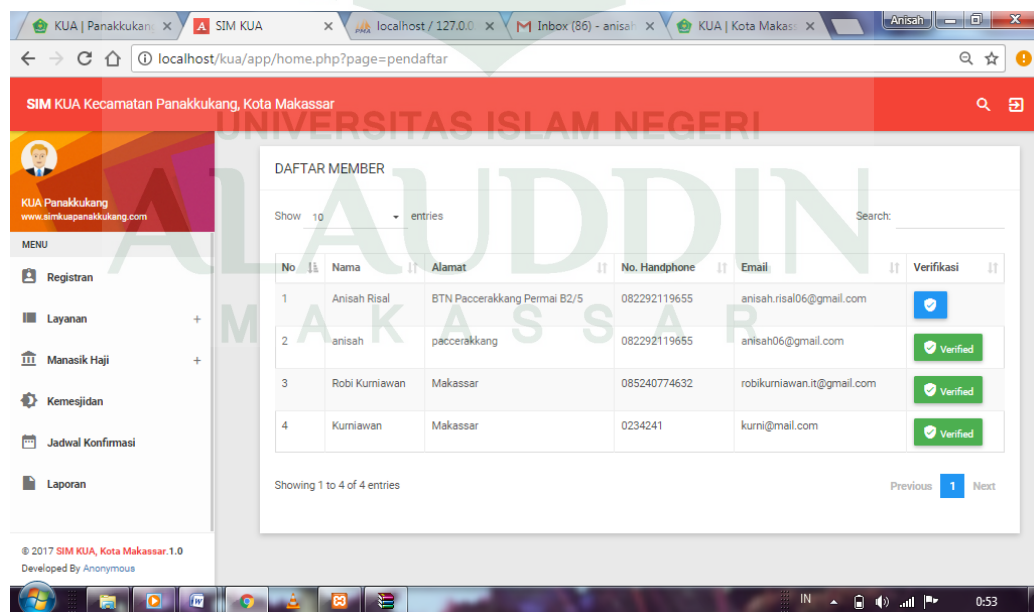 KUA | Panakkukang
SIM KUA
localhost / 127.0.0
Inbox (86) - anisah
KUA | Kota Makass
Anisah
localhost/kua/app/home.php?page=pendaftar
SIM KUA Kecamatan Panakkukang, Kota Makassar
UNIVERSITAS ISLAM NEGERI
ALAUDDIN
MAKASSAR
KUA Panakkukang
www.simkuapanakkukang.com
MENU
Registran
Layanan +
Manasik Haji +
Kemesjidan
Jadwal Konfirmasi
Laporan
© 2017 SIM KUA, Kota Makassar.1.0
Developed By Anonymous
DAFTAR MEMBER
Show 10 entries Search:
No Nama Alamat No. Handphone Email Verifikasi
1 Anisah Risal BTN Paccerakkang Permai B2/5 082292119655 anisah.risal06@gmail.com
2 anisah paccerakkang 082292119655 anisah06@gmail.com Verified
3 Robi Kurniawan Makassar 085240774632 robikurniawan.it@gmail.com Verified
4 Kurniawan Makassar 0234241 kurni@mail.com Verified
Showing 1 to 4 of 4 entries Previous 1 Next
IN 0:53